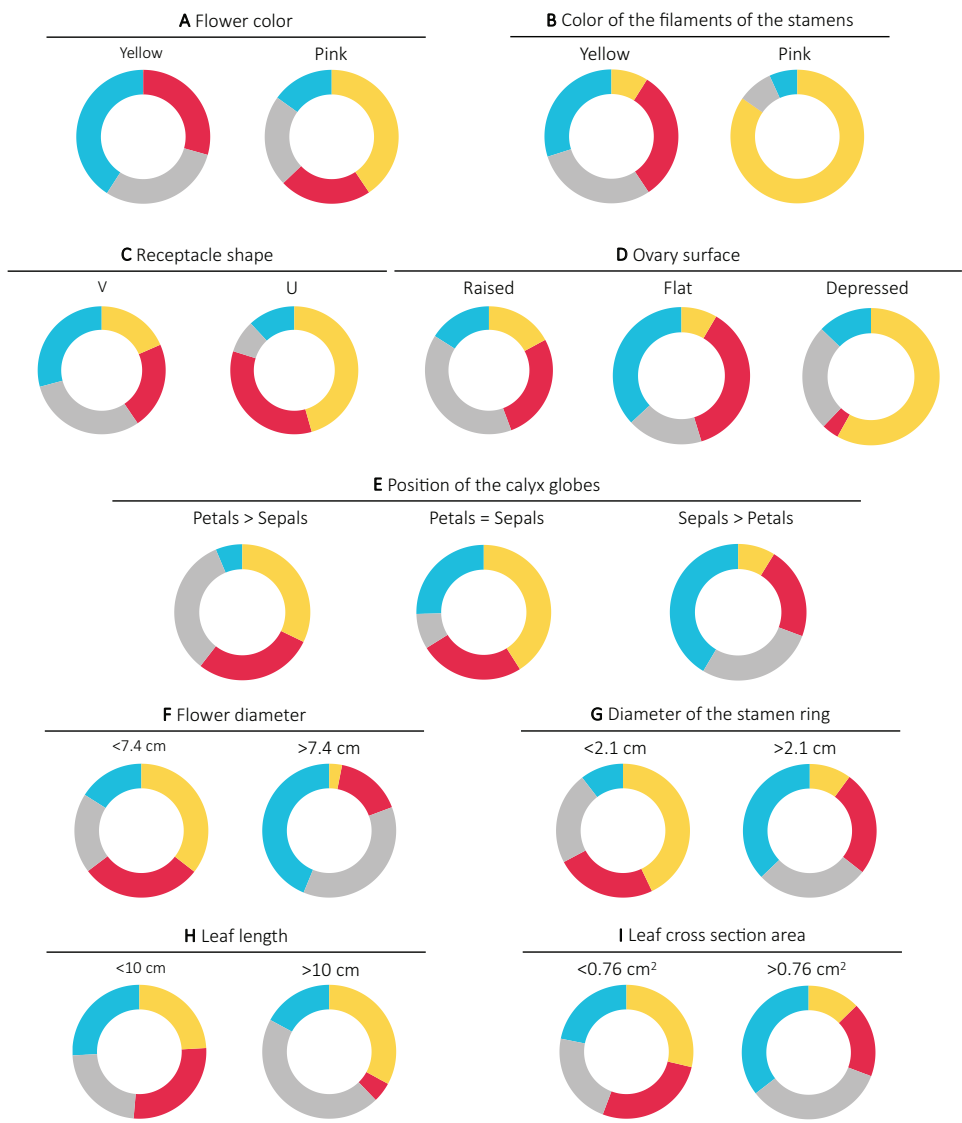 A Flower color
B Color of the filaments of the stamens
Yellow
Pink
Yellow
Pink
C Receptacle shape
D Ovary surface
V
U
Raised
Flat
Depressed
E Position of the calyx globes
Petals > Sepals
Petals = Sepals
Sepals > Petals
F Flower diameter
G Diameter of the stamen ring
<7.4 cm
>7.4 cm
<2.1 cm
>2.1 cm
H Leaf length
I Leaf cross section area
<10 cm
>10 cm
<0.76 cm²
>0.76 cm²